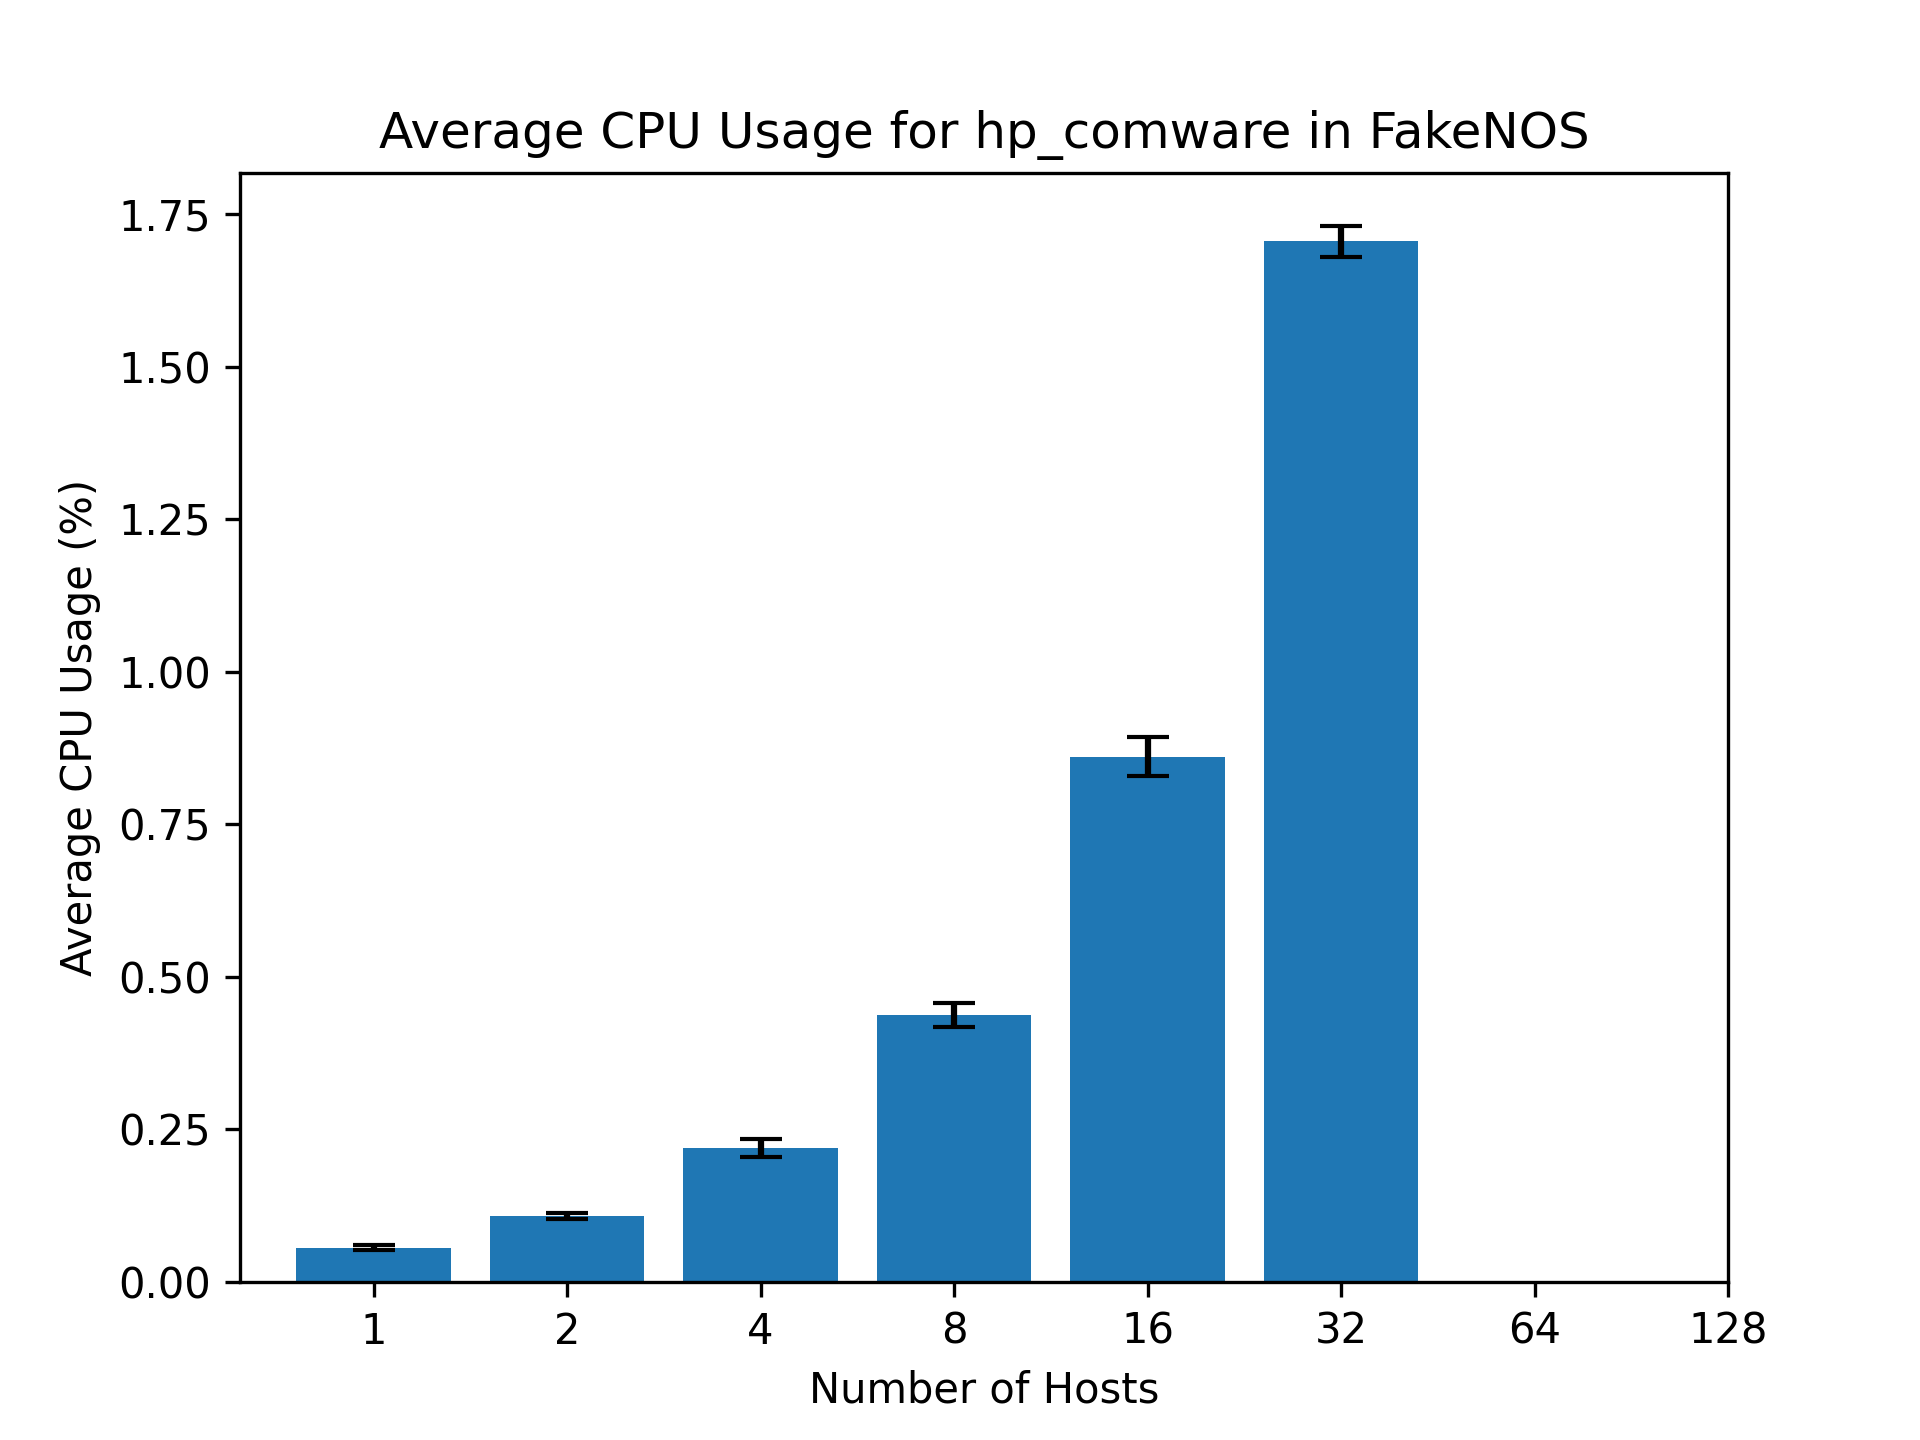 Average CPU Usage for hp_comware in FakeNOS
1.75
1.50
1.25
1.00
0.75
0.50
0.25
0.00
Average CPU Usage (%)
1 2 4 8 16 32 64 128
Number of Hosts